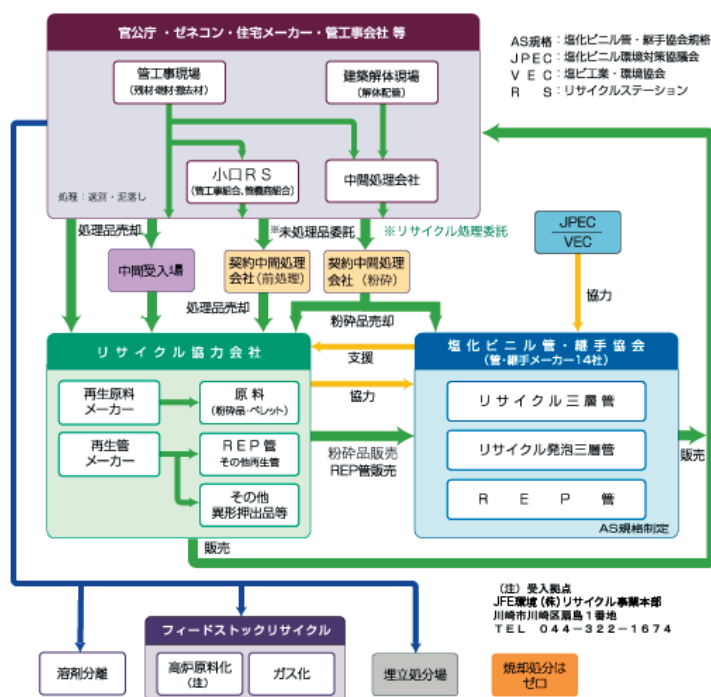 官公庁・ゼネコン・住宅メーカー・管工事会社 等
AS規格：塩化ビニル管・継手協会規格
JPEC：塩化ビニル環境対策協議会
VEC：塩ビ工業・環境協会
RS：リサイクルステーション
管工事現場
(残材・端材・撤去材)
建築解体現場
(解体配管)
小口RS
(管工事組合、管機商組合)
中間処理会社
処理：選別・泥落し
処理品売却
※未処理品委託
※リサイクル処理委託
JPEC
VEC
中間受入場
契約中間処理
会社(前処理)
契約中間処理
会社(粉砕)
協力
処理品売却
粉砕品売却
リサイクル協力会社
支援
塩化ビニル管・継手協会
(管・継手メーカー14社)
再生原料
メーカー
原料
(粉砕品・ペレット)
協力
リサイクル三層管
再生管
メーカー
REP管
その他再生管
粉砕品販売
REP管販売
リサイクル発泡三層管
販売
その他
異形押出品等
REP管
AS規格制定
販売
(注) 受入拠点
JFE環境(株)リサイクル事業本部
川崎市川崎区扇島1番地
TEL 044-322-1674
フィードストックリサイクル
溶剤分離
高炉原料化
(注)
ガス化
埋立処分場
焼却処分は
ゼロ